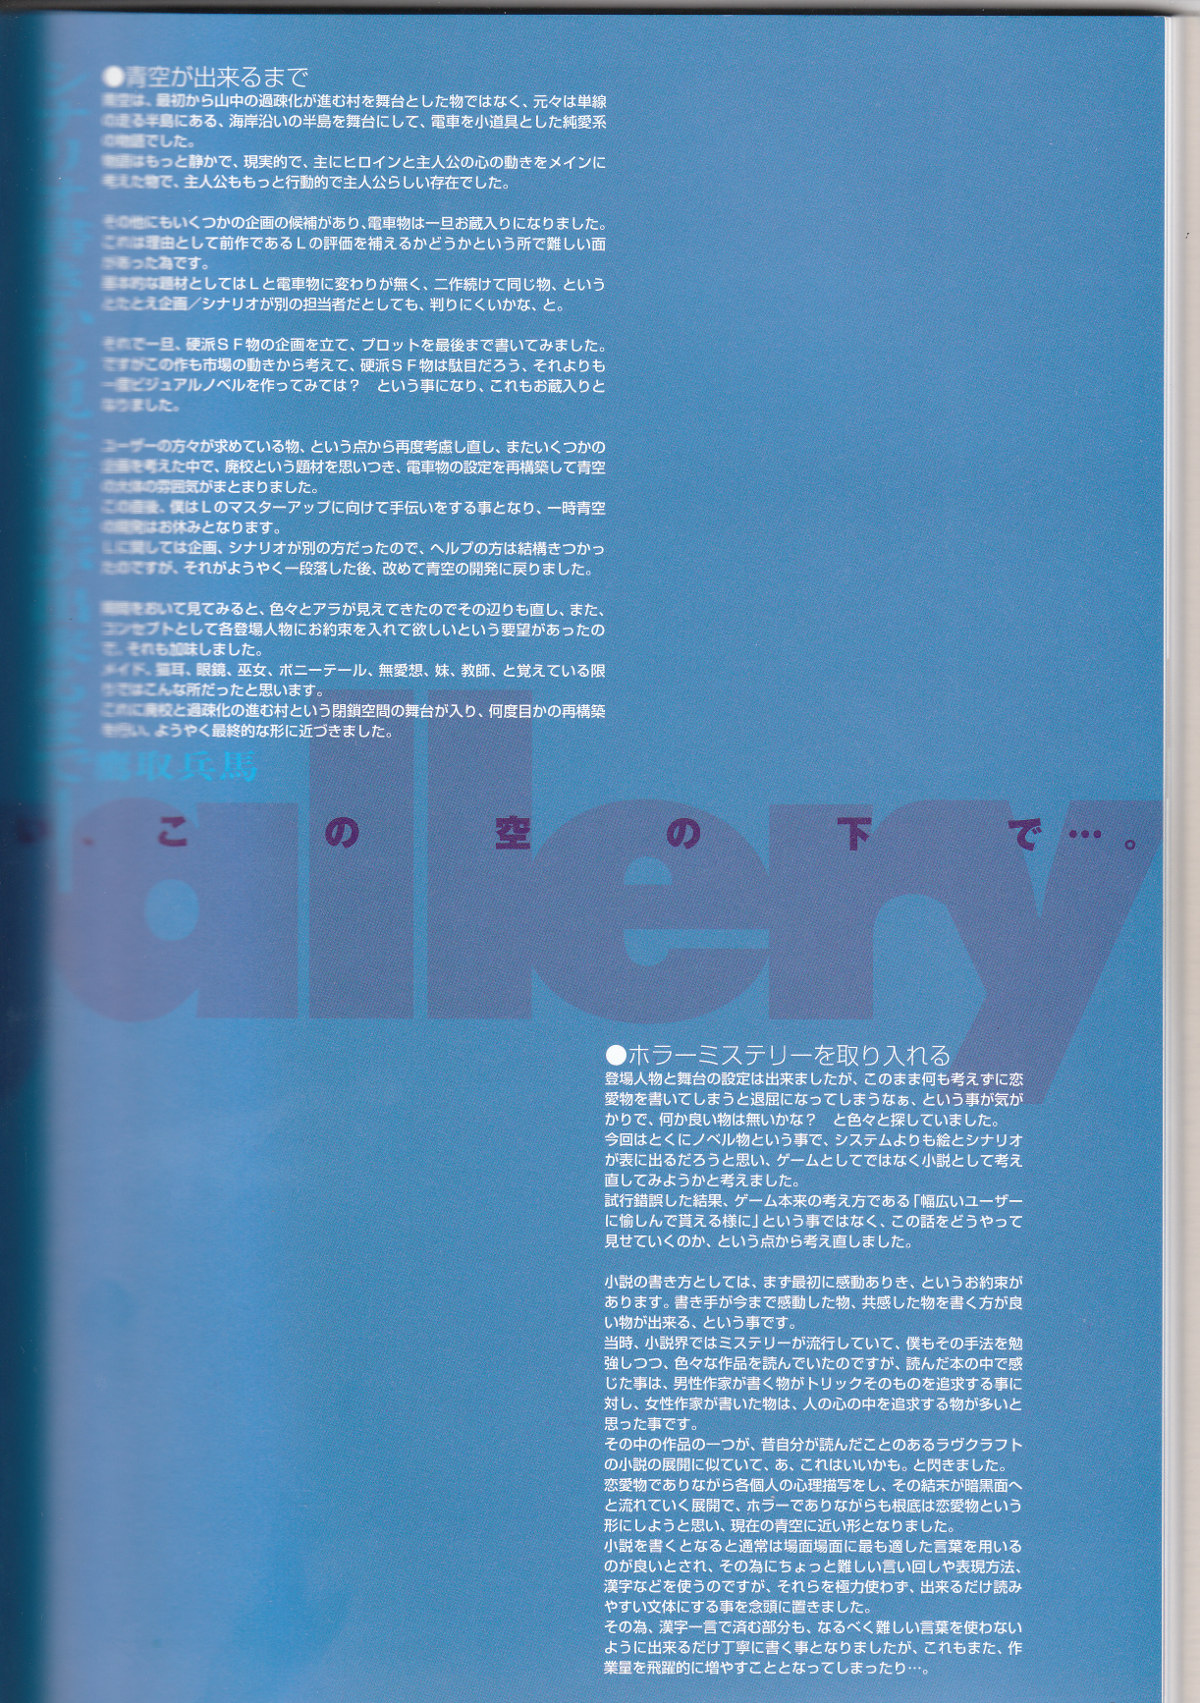 ●青空が出来るまで
青空は、最初から山中の過疎化が進む村を舞台とした物ではなく、元々は単線
の走る半島にある、海岸沿いの半島を舞台にして、電車を小道具とした純愛系
の物語でした。
物語はもっと静かで、現実的で、主にヒロインと主人公の心の動きをメインに
考えた物で、主人公ももっと行動的で主人公らしい存在でした。
その他にもいくつかの企画の候補があり、電車物は一旦お蔵入りになりました。
これは理由として前作であるＬの評価を補えるかどうかという所で難しい面
があった為です。
基本的な題材としてはＬと電車物に変わりが無く、二作続けて同じ物、という
とたとえ企画／シナリオが別の担当者だとしても、判りにくいかな、と。
それで一旦、硬派ＳＦ物の企画を立て、プロットを最後まで書いてみました。
ですがこの作も市場の動きから考えて、硬派ＳＦ物は駄目だろう、それよりも
一度ビジュアルノベルを作ってみては？　という事になり、これもお蔵入りと
なりました。
ユーザーの方々が求めている物、という点から再度考慮し直し、またいくつかの
企画を考えた中で、廃校という題材を思いつき、電車物の設定を再構築して青空
の大体の雰囲気がまとまりました。
この直後、僕はＬのマスターアップに向けて手伝いをする事となり、一時青空
の開発はお休みとなります。
Ｌに関しては企画、シナリオが別の方だったので、ヘルプの方は結構きつかっ
たのですが、それがようやく一段落した後、改めて青空の開発に戻りました。
期間をおいて見てみると、色々とアラが見えてきたのでその辺りも直し、また、
コンセプトとして各登場人物にお約束を入れて欲しいという要望があったの
で、それも加味しました。
メイド、猫耳、眼鏡、巫女、ポニーテール、無愛想、妹、教師、と覚えている限
りではこんな所だったと思います。
これに廃校と過疎化の進む村という閉鎖空間の舞台が入り、何度目かの再構築
を行い、ようやく最終的な形に近づきました。
鷹取兵馬
allery
い、この空の下で…。
●ホラーミステリーを取り入れる
登場人物と舞台の設定は出来ましたが、このまま何も考えずに恋
愛物を書いてしまうと退屈になってしまうなぁ、という事が気が
かりで、何か良い物は無いかな？　と色々と探していました。
今回はとくにノベル物という事で、システムよりも絵とシナリオ
が表に出るだろうと思い、ゲームとしてではなく小説として考え
直してみようかと考えました。
試行錯誤した結果、ゲーム本来の考え方である「幅広いユーザー
に愉しんで貰える様に」という事ではなく、この話をどうやって
見せていくのか、という点から考え直しました。
小説の書き方としては、まず最初に感動ありき、というお約束が
あります。書き手が今まで感動した物、共感した物を書く方が良
い物が出来る、という事です。
当時、小説界ではミステリーが流行していて、僕もその手法を勉
強しつつ、色々な作品を読んでいたのですが、読んだ本の中で感
じた事は、男性作家が書く物がトリックそのものを追求する事に
対し、女性作家が書いた物は、人の心の中を追求する物が多いと
思った事です。
その中の作品の一つが、昔自分が読んだことのあるラヴクラフト
の小説の展開に似ていて、あ、これはいいかも。と閃きました。
恋愛物でありながら各個人の心理描写をし、その結末が暗黒面へ
と流れていく展開で、ホラーでありながらも根底は恋愛物という
形にしようと思い、現在の青空に近い形となりました。
小説を書くとなると通常は場面場面に最も適した言葉を用いる
のが良いとされ、その為にちょっと難しい言い回しや表現方法、
漢字などを使うのですが、それらを極力使わず、出来るだけ読み
やすい文体にする事を念頭に置きました。
その為、漢字一言で済む部分も、なるべく難しい言葉を使わない
ように出来るだけ丁寧に書く事となりましたが、これもまた、作
業量を飛躍的に増やすこととなってしまったり…。